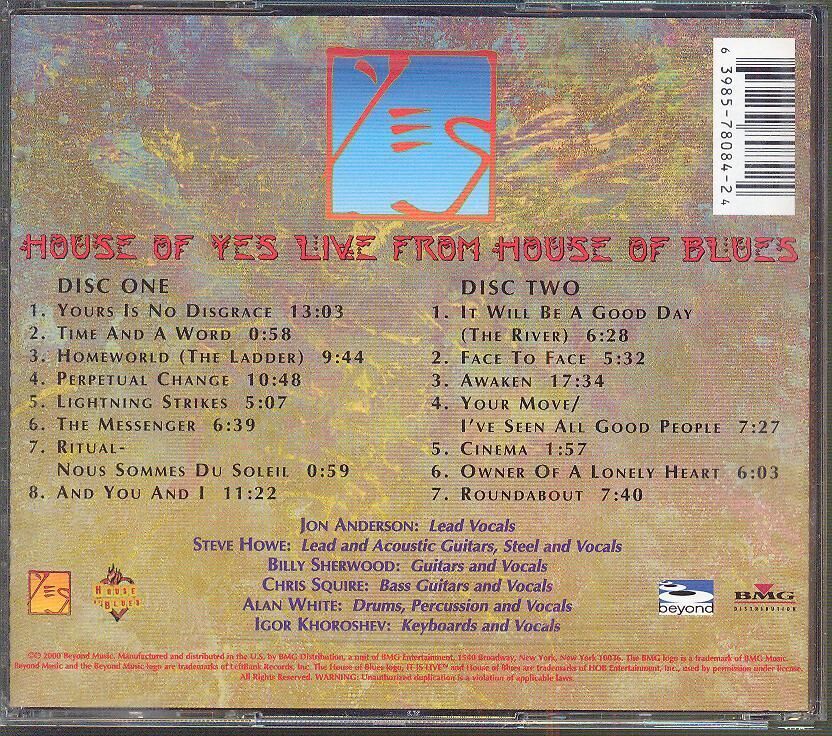 YES
6 3985-78084-2 4
HOUSE OF YES LIVE FROM HOUSE OF BLUES
DISC ONE
1. YOURS IS NO DISGRACE 13:03
2. TIME AND A WORD 0:58
3. HOMEWORLD (THE LADDER) 9:44
4. PERPETUAL CHANGE 10:48
5. LIGHTNING STRIKES 5:07
6. THE MESSENGER 6:39
7. RITUAL-
NOUS SOMMES DU SOLEIL 0:59
8. AND YOU AND I 11:22
DISC TWO
1. IT WILL BE A GOOD DAY
(THE RIVER) 6:28
2. FACE TO FACE 5:32
3. AWAKEN 17:34
4. YOUR MOVE/
I'VE SEEN ALL GOOD PEOPLE 7:27
5. CINEMA 1:57
6. OWNER OF A LONELY HEART 6:03
7. ROUNDABOUT 7:40
JON ANDERSON: Lead Vocals
STEVE HOWE: Lead and Acoustic Guitars, Steel and Vocals
BILLY SHERWOOD: Guitars and Vocals
CHRIS SQUIRE: Bass Guitars and Vocals
ALAN WHITE: Drums, Percussion and Vocals
IGOR KHOROSHEV: Keyboards and Vocals
YES
HOUSE
OF BLUES
beyond
BMG
DISTRIBUTION
©℗ 2000 Beyond Music. Manufactured and distributed in the U.S. by BMG Distribution, a unit of BMG Entertainment, 1540 Broadway, New York, New York 10036. The BMG logo is a trademark of BMG Music.
Beyond Music and the Beyond Music logo are trademarks of LeftBank Records, Inc. The House of Blues logo, IT IS LIVE™ and House of Blues are Trademarks of HOB Entertainment, Inc., used by permission under license.
All Rights Reserved. WARNING: Unauthorized duplication is a violation of applicable laws.